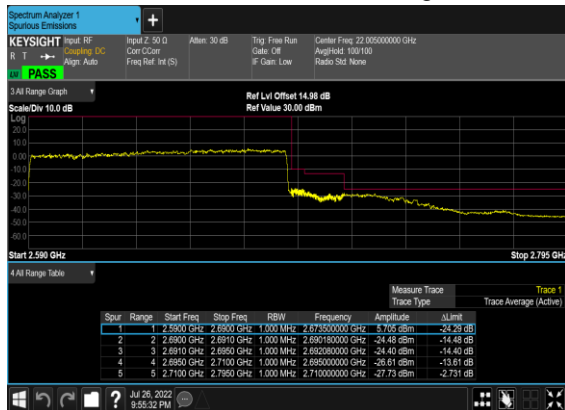 Spectrum Analyzer 1
Spurious Emissions
KEYSIGHT Input: RF Input Z: 50 Ω Atten: 30 dB Trig: Free Run Center Freq: 22.005000000 GHz
R T Coupling: DC Corr CCorr Gate: Off Avg|Hold: 100/100
Align: Auto Freq Ref: Int (S) IF Gain: Low Radio Std: None
PASS
3 All Range Graph
Ref Lvl Offset 14.98 dB
Scale/Div 10.0 dB Ref Value 30.00 dBm
Log
20.0
10.0
0.00
-10.0
-20.0
-30.0
-40.0
-50.0
-60.0
Start 2.590 GHz Stop 2.795 GHz
4 All Range Table
Measure Trace Trace 1
Trace Type Trace Average (Active)
Spur Range Start Freq Stop Freq RBW Frequency Amplitude ΔLimit
1 1 2.5900 GHz 2.6900 GHz 1.000 MHz 2.673500000 GHz 5.705 dBm -24.29 dB
2 2 2.6900 GHz 2.6910 GHz 1.000 MHz 2.690180000 GHz -24.48 dBm -14.48 dB
3 3 2.6910 GHz 2.6950 GHz 1.000 MHz 2.692080000 GHz -24.40 dBm -14.40 dB
4 4 2.6950 GHz 2.7100 GHz 1.000 MHz 2.695000000 GHz -26.61 dBm -13.61 dB
5 5 2.7100 GHz 2.7950 GHz 1.000 MHz 2.710000000 GHz -27.73 dBm -2.731 dB
Jul 26, 2022
9:55:32 PM